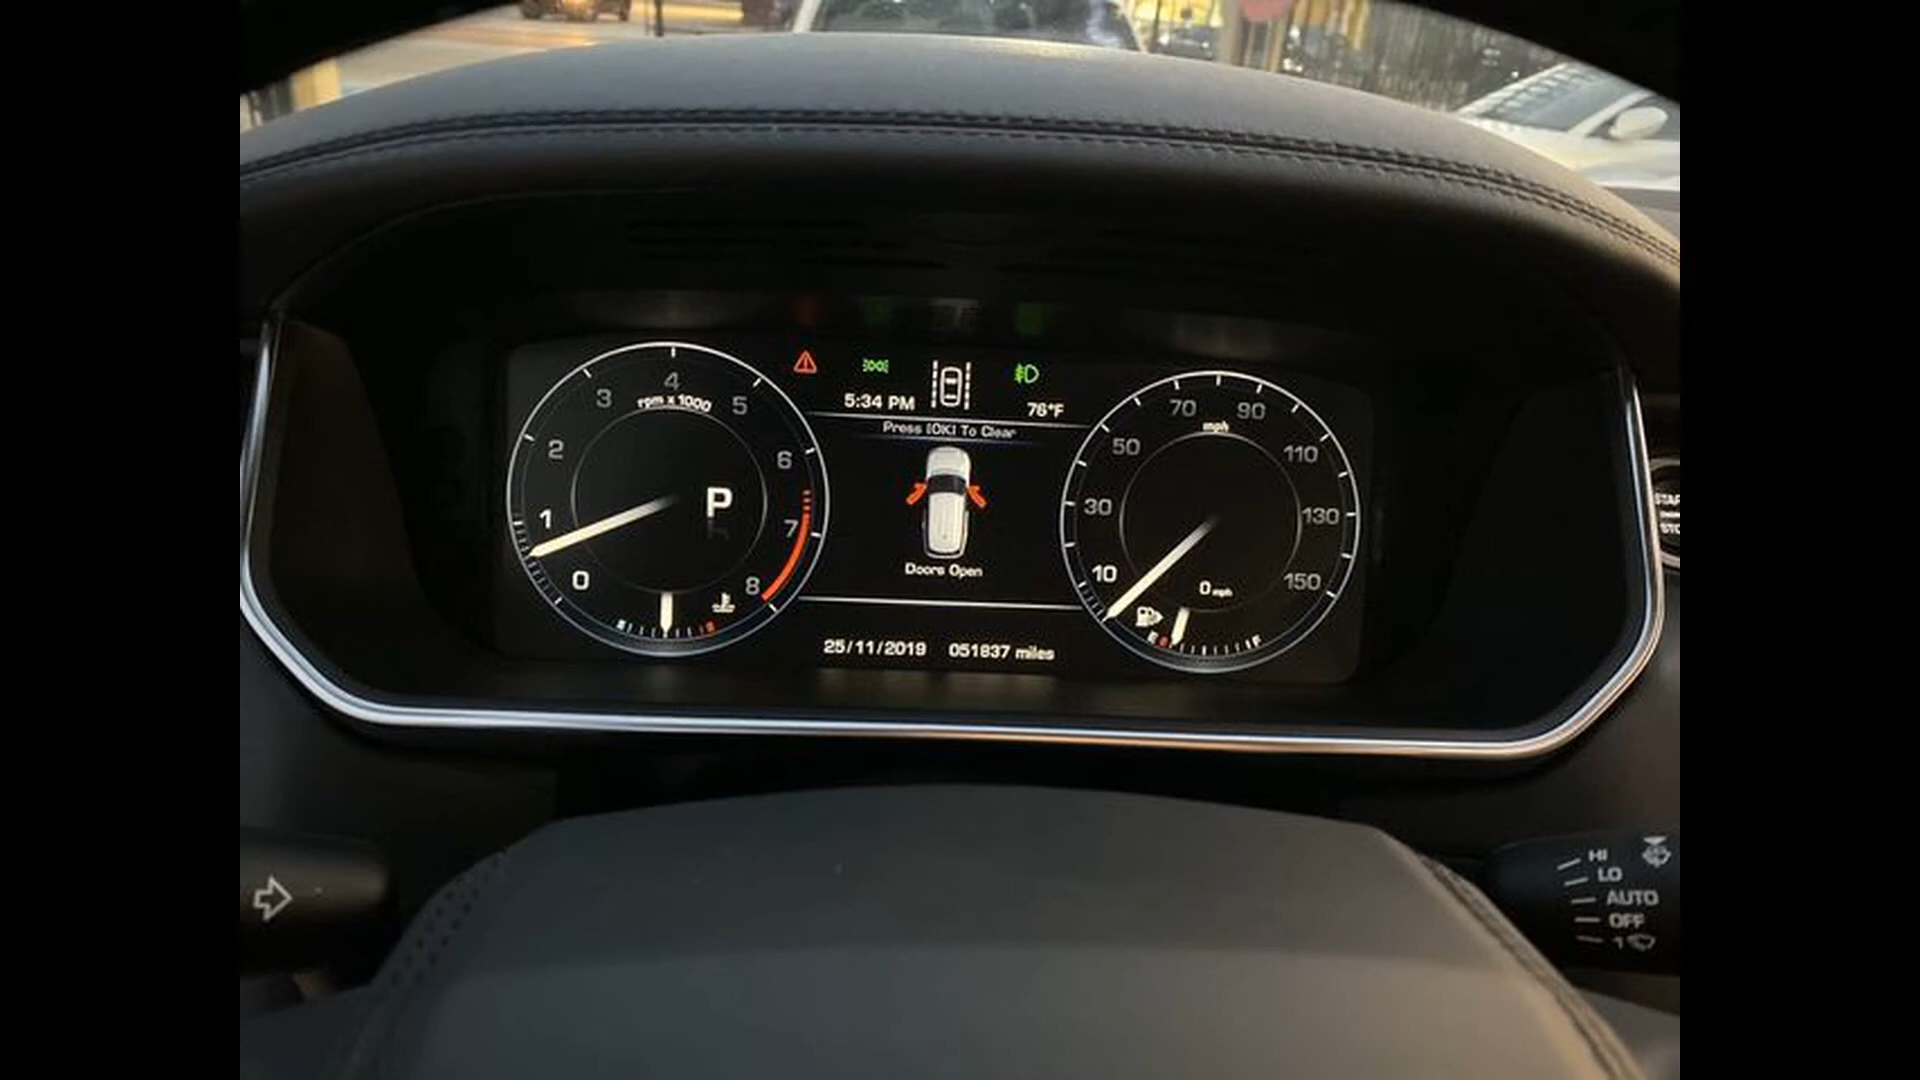 5:34 PM
76°F
Press [OK] To Clear
Doors Open
25/11/2019 051837 miles
0 1 2 3 4 5 6 7 8
rpm x 1000
P
10 30 50 70 90 110 130 150
mph
0 mph
E F
HI
LO
AUTO
OFF
1